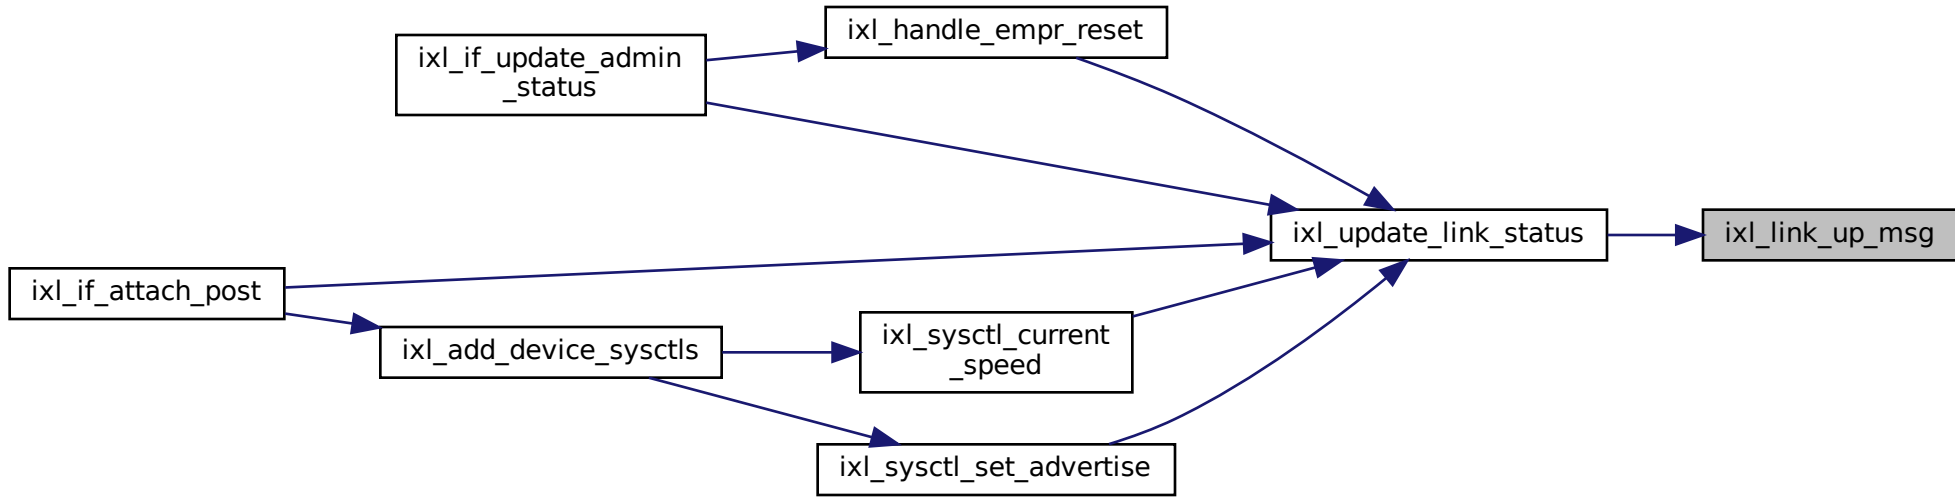 ixl_handle_empr_reset
ixl_if_update_admin
_status
ixl_update_link_status
ixl_link_up_msg
ixl_if_attach_post
ixl_add_device_sysctls
ixl_sysctl_current
_speed
ixl_sysctl_set_advertise